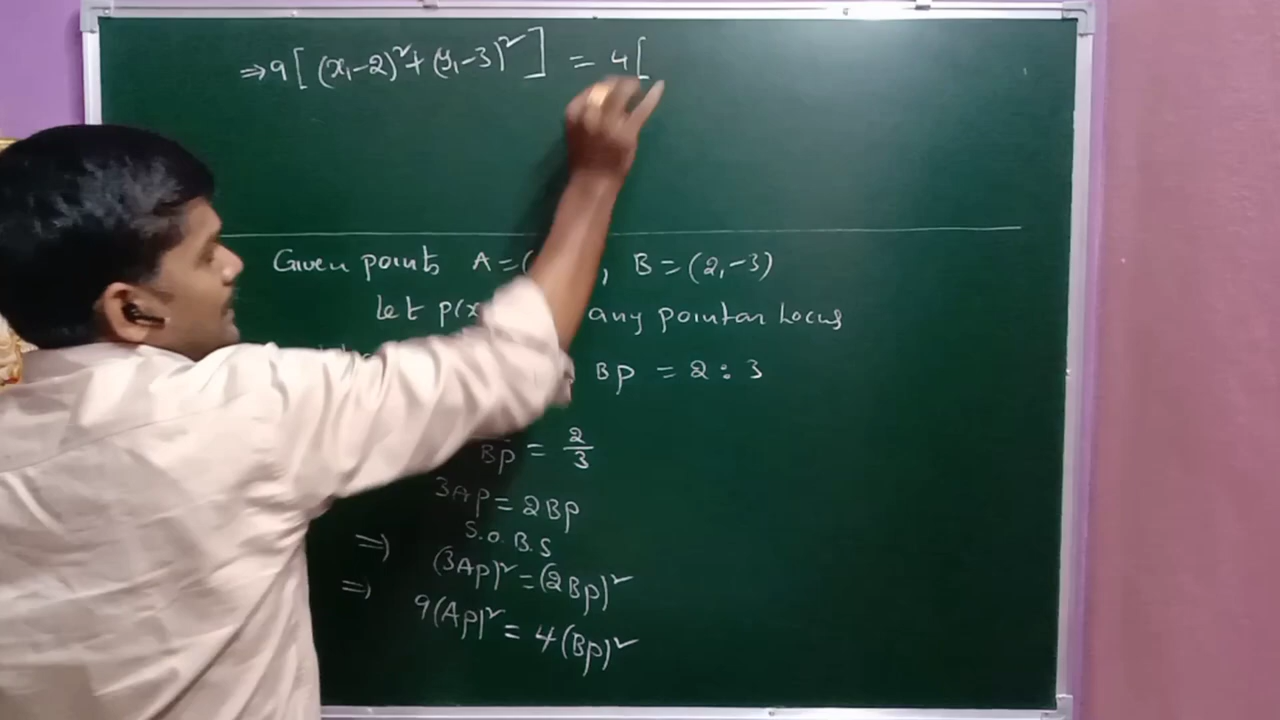 ⇒ 9[(x₁-2)²+(y₁-3)²] = 4[
Given points A=( , B=(2,-3)
Let p(x any point on Locus
Bp = 2:3
Bp = 2/3
3Ap = 2Bp
S.O.B.S
⇒ (3Ap)² = (2Bp)²
⇒ 9(Ap)² = 4(Bp)²